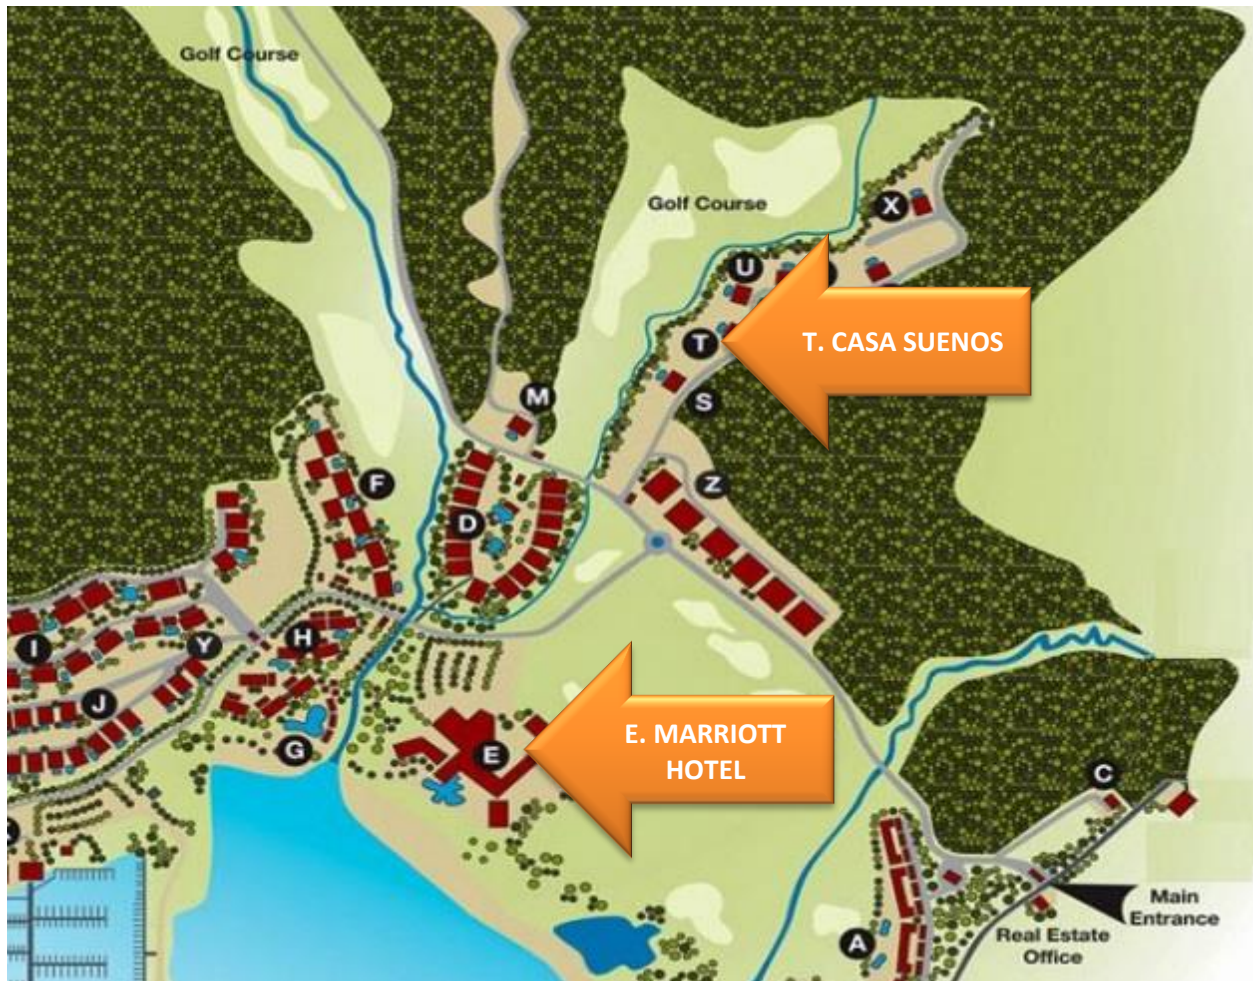 Golf Course
Golf Course
X
U
T
T. CASA SUENOS
S
M
F
Z
D
I
Y
H
J
G
E
E. MARRIOTT
HOTEL
C
A
Main
Entrance
Real Estate
Office